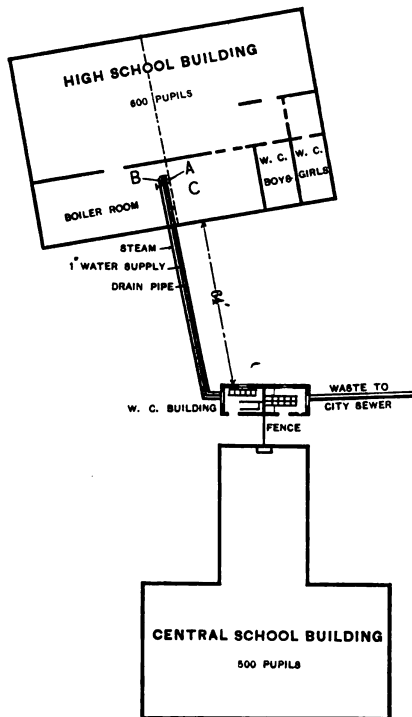 HIGH SCHOOL BUILDING
600 PUPILS
B A
C
W. C. W. C.
BOYS GIRLS
BOILER ROOM
STEAM
1" WATER SUPPLY
DRAIN PIPE
64'
W. C. BUILDING
WASTE TO
CITY SEWER
FENCE
CENTRAL SCHOOL BUILDING
500 PUPILS